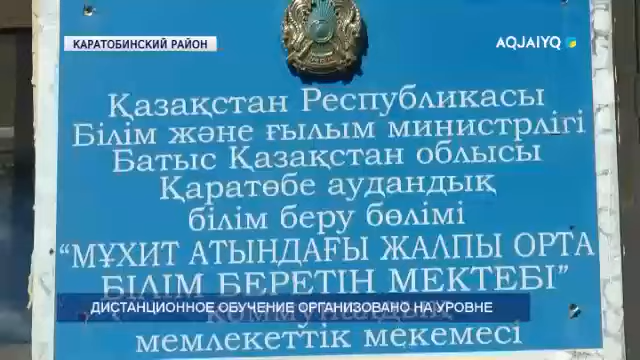 КАРАТОБИНСКИЙ РАЙОН
AQJAIYQ
Қазақстан Республикасы
Білім және ғылым министрлігі
Батыс Қазақстан облысы
Қаратөбе аудандық
білім беру бөлімі
“МҰХИТ АТЫНДАҒЫ ЖАЛПЫ ОРТА
БІЛІМ БЕРЕТІН МЕКТЕБІ”
ДИСТАНЦИОННОЕ ОБУЧЕНИЕ ОРГАНИЗОВАНО НА УРОВНЕ
мемлекеттік мекемесі